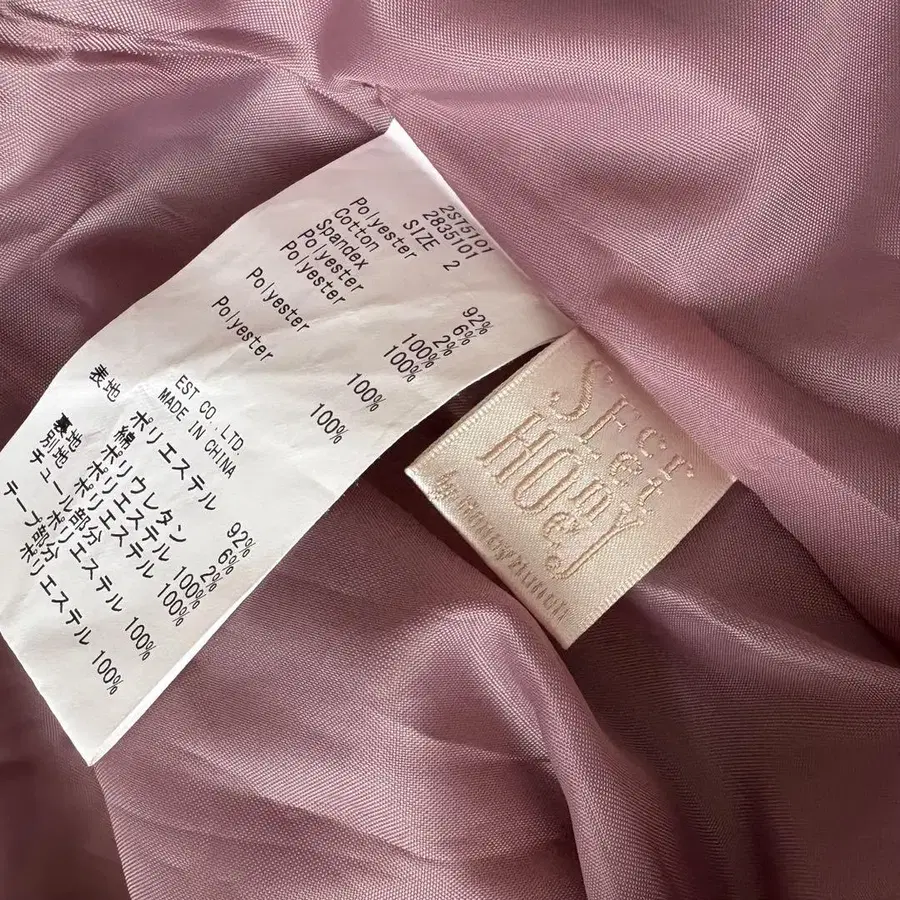 2ST5101
2835101
SIZE 2
Polyester 92%
Cotton 6%
Spandex 2%
Polyester 100%
Polyester 100%
Polyester 100%
Polyester 100%
EST CO.,LTD
MADE IN CHINA
表地 ポリエステル 92%
綿 6%
ポリウレタン 2%
裏地 ポリエステル 100%
別地 ポリエステル 100%
チュール部分
ポリエステル 100%
テープ部分
ポリエステル 100%
SEcr
Let
HOnY
ey